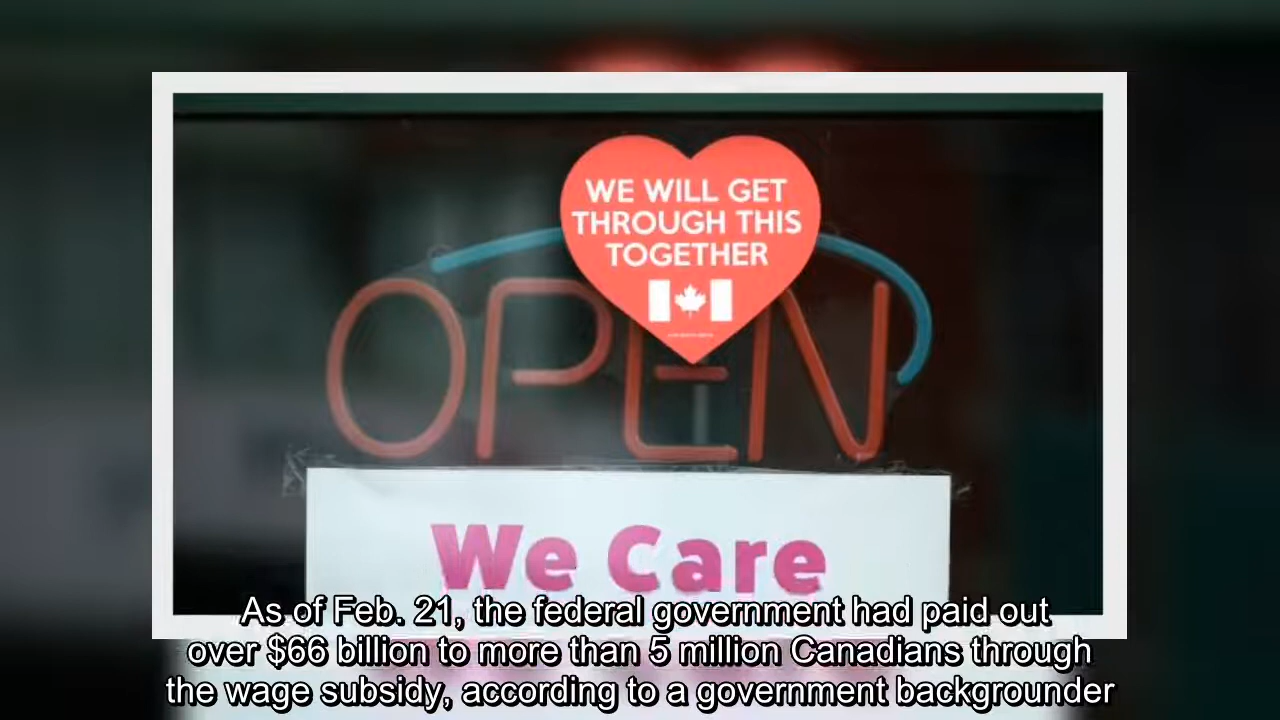 WE WILL GET
THROUGH THIS
TOGETHER
OPEN
We Care
As of Feb. 21, the federal government had paid out
over $66 billion to more than 5 million Canadians through
the wage subsidy, according to a government backgrounder